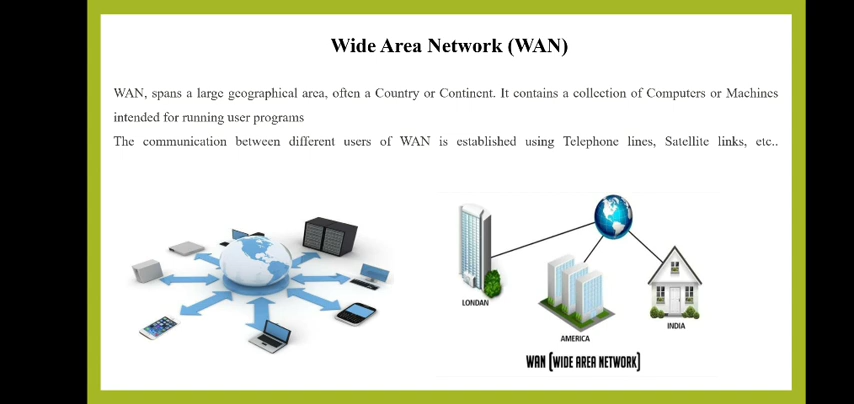 Wide Area Network (WAN)
WAN, spans a large geographical area, often a Country or Continent. It contains a collection of Computers or Machines
intended for running user programs
The communication between different users of WAN is established using Telephone lines, Satellite links, etc..
LONDAN
AMERICA
INDIA
WAN (WIDE AREA NETWORK)